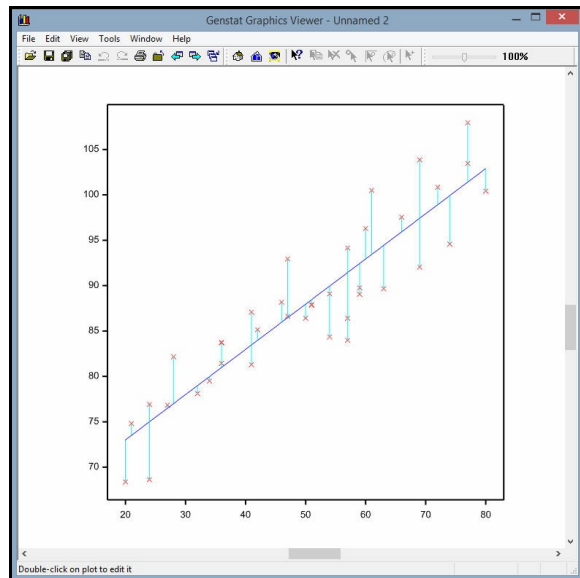 Genstat Graphics Viewer - Unnamed 2
File Edit View Tools Window Help
100%
105
100
95
90
85
80
75
70
20 30 40 50 60 70 80
Double-click on plot to edit it